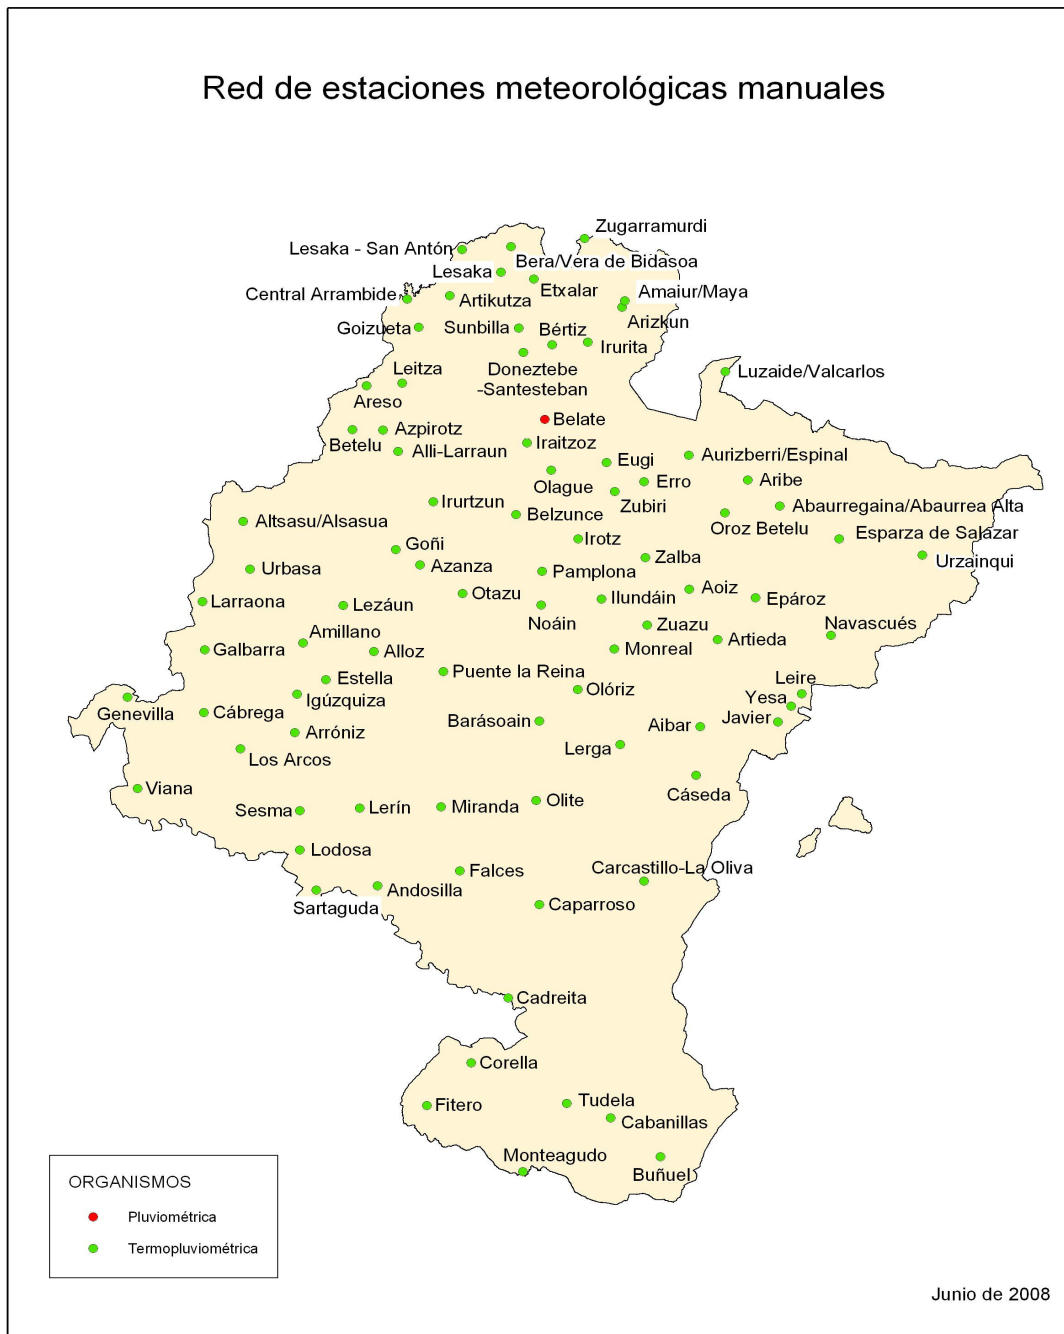 Red de estaciones meteorológicas manuales
Zugarramurdi
Lesaka - San Antón
Bera/Vera de Bidasoa
Lesaka
Etxalar
Amaiur/Maya
Central Arrambide
Artikutza
Arizkun
Goizueta
Sunbilla
Bértiz
Irurita
Doneztebe
-Santesteban
Leitza
Luzaide/Valcarlos
Areso
Belate
Betelu
Azpirotz
Iraitzoz
Alli-Larraun
Aurizberri/Espinal
Eugi
Olague
Erro
Aribe
Zubiri
Irurtzun
Abaurregaina/Abaurrea Alta
Belzunce
Oroz Betelu
Altsasu/Alsasua
Esparza de Salazar
Irotz
Goñi
Zalba
Urzainqui
Urbasa
Azanza
Pamplona
Aoiz
Otazu
Ilundáin
Epároz
Larraona
Lezáun
Noáin
Zuazu
Navascués
Amillano
Artieda
Galbarra
Alloz
Monreal
Puente la Reina
Estella
Leire
Olóriz
Igúzquiza
Yesa
Genevilla
Cábrega
Barásoain
Aibar
Javier
Arróniz
Lerga
Los Arcos
Viana
Cáseda
Sesma
Lerín
Miranda
Olite
Lodosa
Falces
Carcastillo-La Oliva
Andosilla
Sartaguda
Caparroso
Cadreita
Corella
Tudela
Fitero
Cabanillas
Monteagudo
Buñuel
ORGANISMOS
Pluviométrica
Termopluviométrica
Junio de 2008